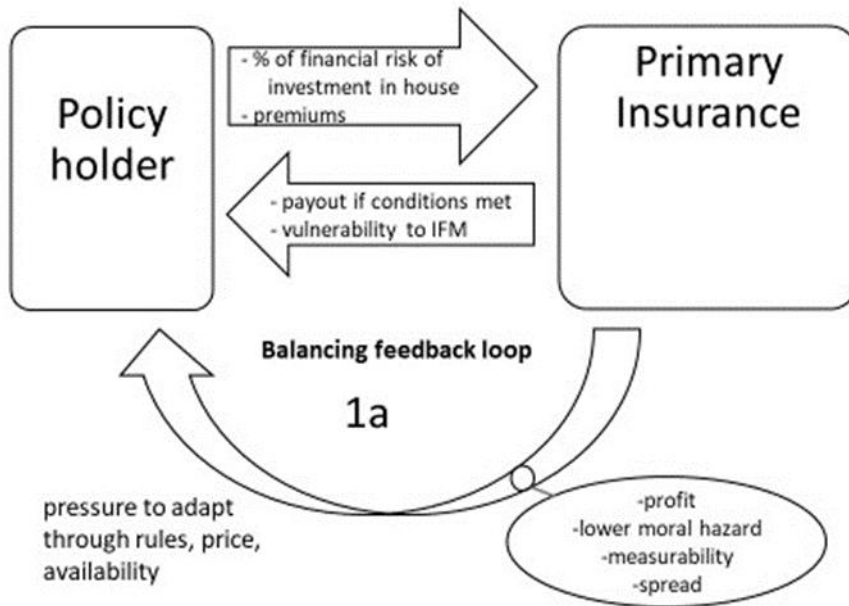 Policy
holder
- % of financial risk of
investment in house
- premiums
Primary
Insurance
- payout if conditions met
- vulnerability to IFM
Balancing feedback loop
1a
pressure to adapt
through rules, price,
availability
-profit
-lower moral hazard
-measurability
-spread